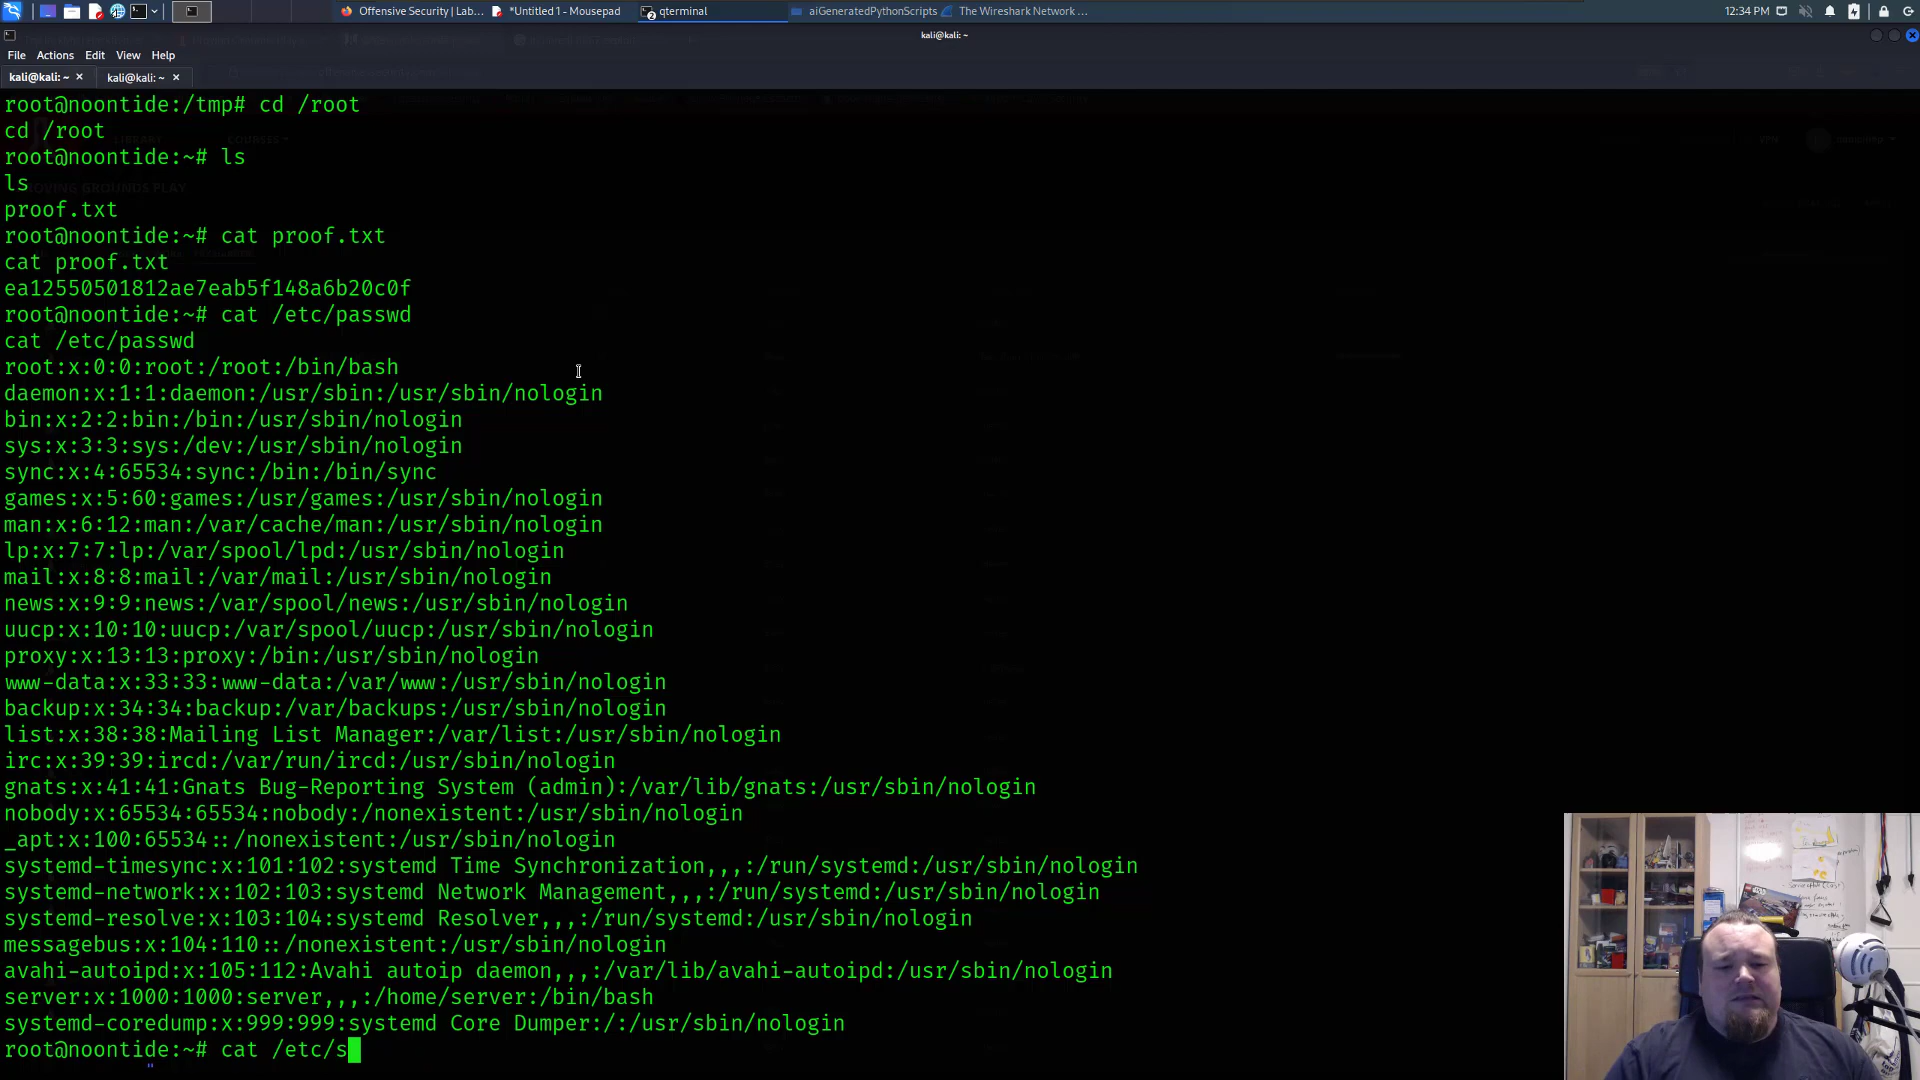 Offensive Security | Lab...
*Untitled 1 - Mousepad
qterminal
aiGeneratedPythonScripts
The Wireshark Network ...
12:34 PM
kali@kali: ~
File Actions Edit View Help
kali@kali: ~ ×
kali@kali: ~ ×
root@noontide:/tmp# cd /root
cd /root
root@noontide:~# ls
ls
proof.txt
root@noontide:~# cat proof.txt
cat proof.txt
ea12550501812ae7eab5f148a6b20c0f
root@noontide:~# cat /etc/passwd
cat /etc/passwd
root:x:0:0:root:/root:/bin/bash
daemon:x:1:1:daemon:/usr/sbin:/usr/sbin/nologin
bin:x:2:2:bin:/bin:/usr/sbin/nologin
sys:x:3:3:sys:/dev:/usr/sbin/nologin
sync:x:4:65534:sync:/bin:/bin/sync
games:x:5:60:games:/usr/games:/usr/sbin/nologin
man:x:6:12:man:/var/cache/man:/usr/sbin/nologin
lp:x:7:7:lp:/var/spool/lpd:/usr/sbin/nologin
mail:x:8:8:mail:/var/mail:/usr/sbin/nologin
news:x:9:9:news:/var/spool/news:/usr/sbin/nologin
uucp:x:10:10:uucp:/var/spool/uucp:/usr/sbin/nologin
proxy:x:13:13:proxy:/bin:/usr/sbin/nologin
www-data:x:33:33:www-data:/var/www:/usr/sbin/nologin
backup:x:34:34:backup:/var/backups:/usr/sbin/nologin
list:x:38:38:Mailing List Manager:/var/list:/usr/sbin/nologin
irc:x:39:39:ircd:/var/run/ircd:/usr/sbin/nologin
gnats:x:41:41:Gnats Bug-Reporting System (admin):/var/lib/gnats:/usr/sbin/nologin
nobody:x:65534:65534:nobody:/nonexistent:/usr/sbin/nologin
_apt:x:100:65534::/nonexistent:/usr/sbin/nologin
systemd-timesync:x:101:102:systemd Time Synchronization,,,:/run/systemd:/usr/sbin/nologin
systemd-network:x:102:103:systemd Network Management,,,:/run/systemd:/usr/sbin/nologin
systemd-resolve:x:103:104:systemd Resolver,,,:/run/systemd:/usr/sbin/nologin
messagebus:x:104:110::/nonexistent:/usr/sbin/nologin
avahi-autoipd:x:105:112:Avahi autoip daemon,,,:/var/lib/avahi-autoipd:/usr/sbin/nologin
server:x:1000:1000:server,,,:/home/server:/bin/bash
systemd-coredump:x:999:999:systemd Core Dumper:/:/usr/sbin/nologin
root@noontide:~# cat /etc/s